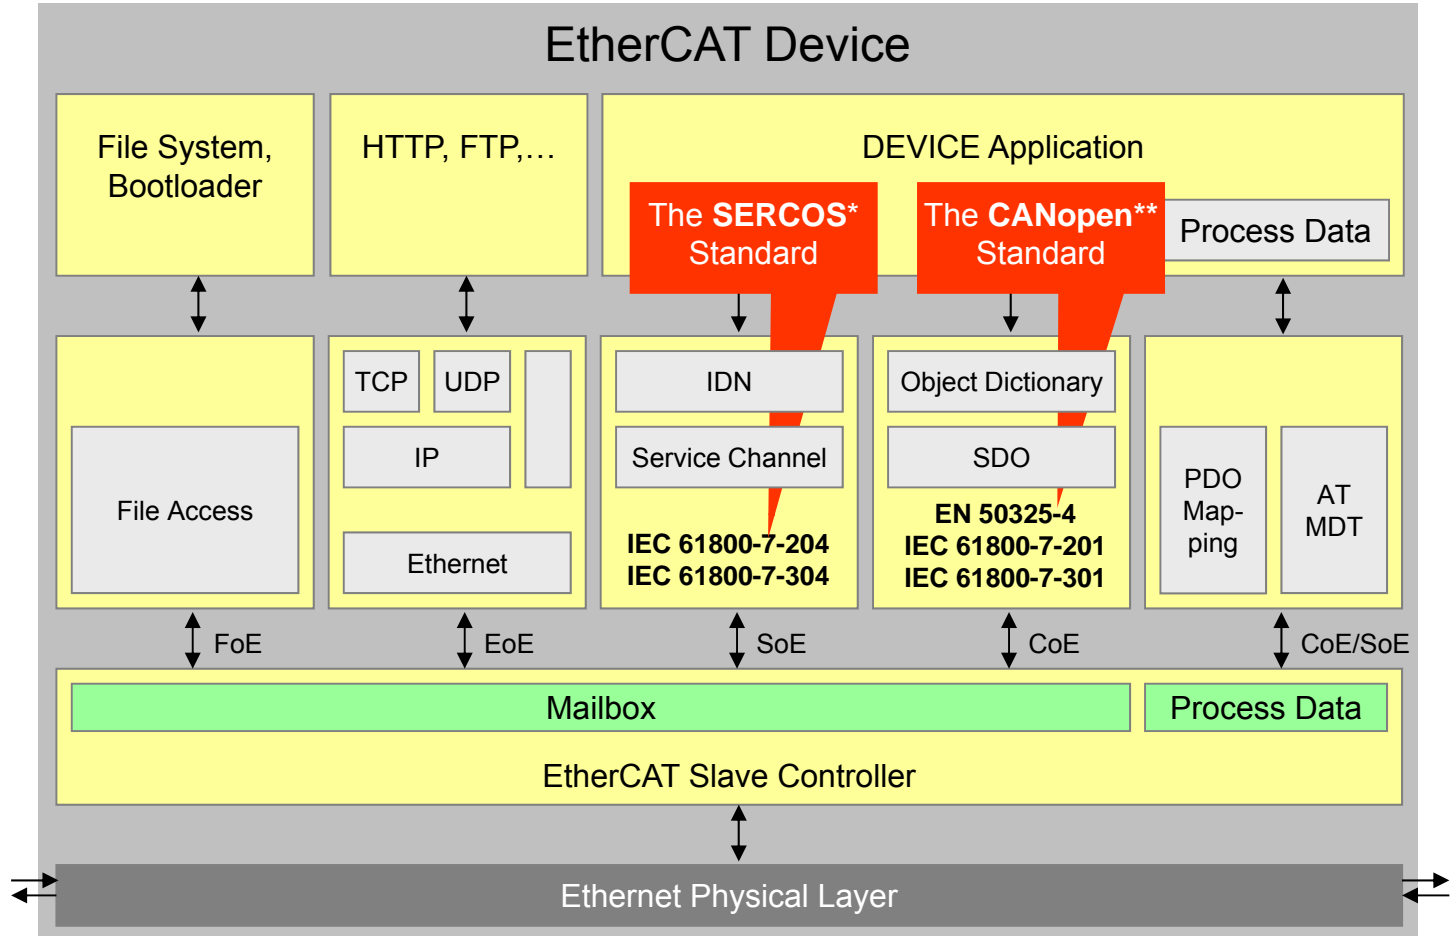 EtherCAT Device
File System,
Bootloader
HTTP, FTP,…
DEVICE Application
The SERCOS*
Standard
The CANopen**
Standard
Process Data
File Access
TCP
UDP
IP
Ethernet
IDN
Service Channel
IEC 61800-7-204
IEC 61800-7-304
Object Dictionary
SDO
EN 50325-4
IEC 61800-7-201
IEC 61800-7-301
PDO
Map-
ping
AT
MDT
FoE
EoE
SoE
CoE
CoE/SoE
Mailbox
Process Data
EtherCAT Slave Controller
Ethernet Physical Layer